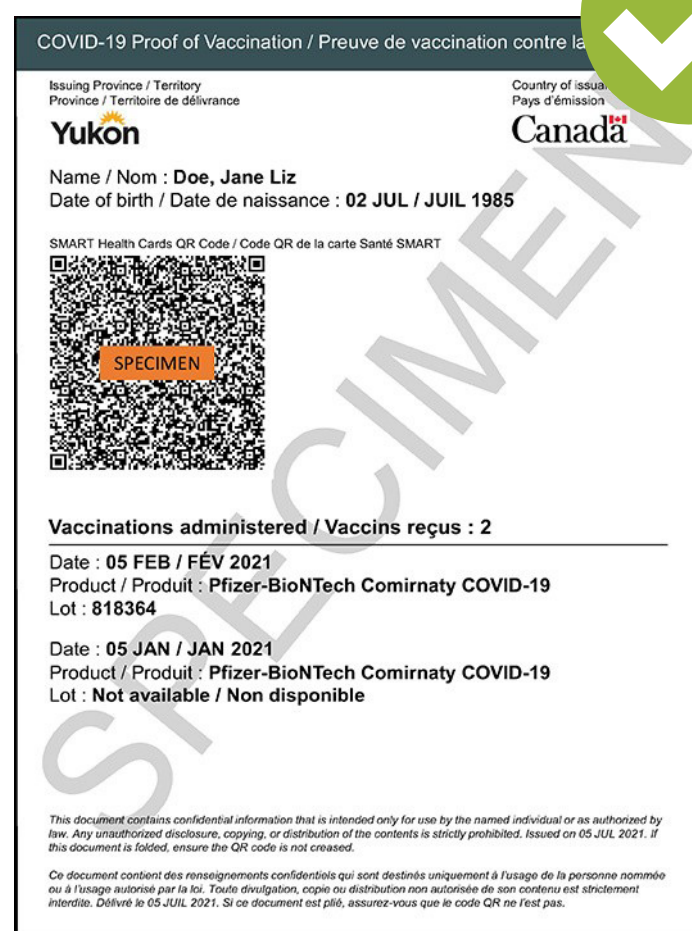 COVID-19 Proof of Vaccination / Preuve de vaccination contre la
Issuing Province / Territory
Province / Territoire de délivrance
Yukon
Country of
Pays d'émission
Canada
Name / Nom : Doe, Jane Liz
Date of birth / Date de naissance : 02 JUL / JUIL 1985
SMART Health Cards QR Code / Code QR de la carte Santé SMART
SPECIMEN
SPECIMEN
Vaccinations administered / Vaccins reçus : 2
Date : 05 FEB / FÉV 2021
Product / Produit : Pfizer-BioNTech Comirnaty COVID-19
Lot : 818364
Date : 05 JAN / JAN 2021
Product / Produit : Pfizer-BioNTech Comirnaty COVID-19
Lot : Not available / Non disponible
This document contains confidential information that is intended only for use by the named individual or as authorized by
law. Any unauthorized disclosure, copying, or distribution of the contents is strictly prohibited. Issued on 05 JUL 2021. If
this document is folded, ensure the QR code is not creased.
Ce document contient des renseignements confidentiels qui sont destinés uniquement à l'usage de la personne nommée
ou à l'usage autorisé par la loi. Toute divulgation, copie ou distribution non autorisée de son contenu est strictement
interdite. Délivré le 05 JUIL 2021. Si ce document est plié, assurez-vous que le code QR ne l'est pas.